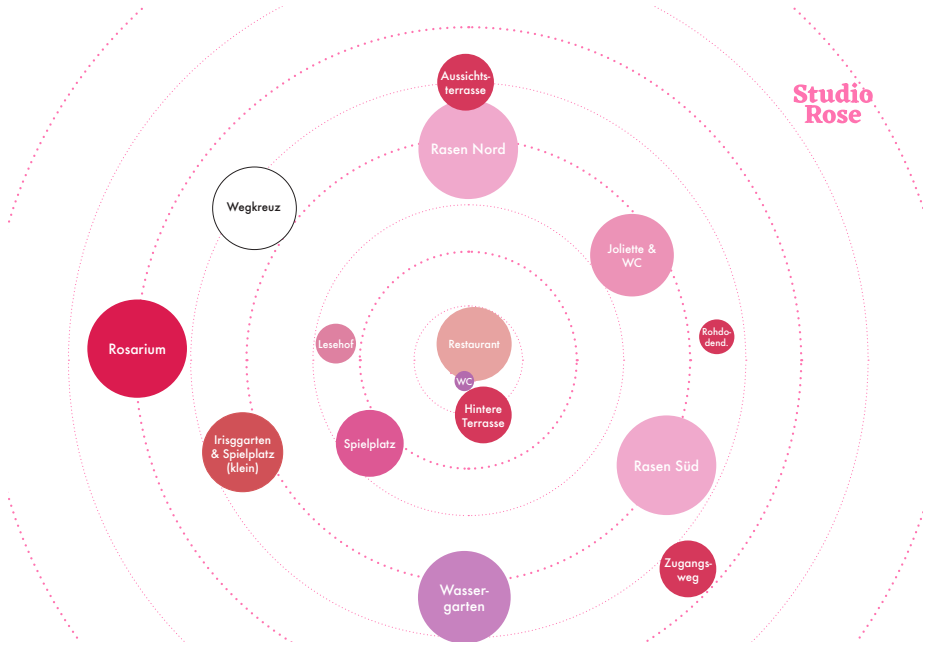 Aussichts-
terrasse
Studio
Rose
Rasen Nord
Wegkreuz
Joliette &
WC
Rohdo-
dend.
Lesehof
Restaurant
Rosarium
WC
Hintere
Terrasse
Spielplatz
Irisggarten
& Spielplatz
(klein)
Rasen Süd
Zugangs-
weg
Wasser-
garten